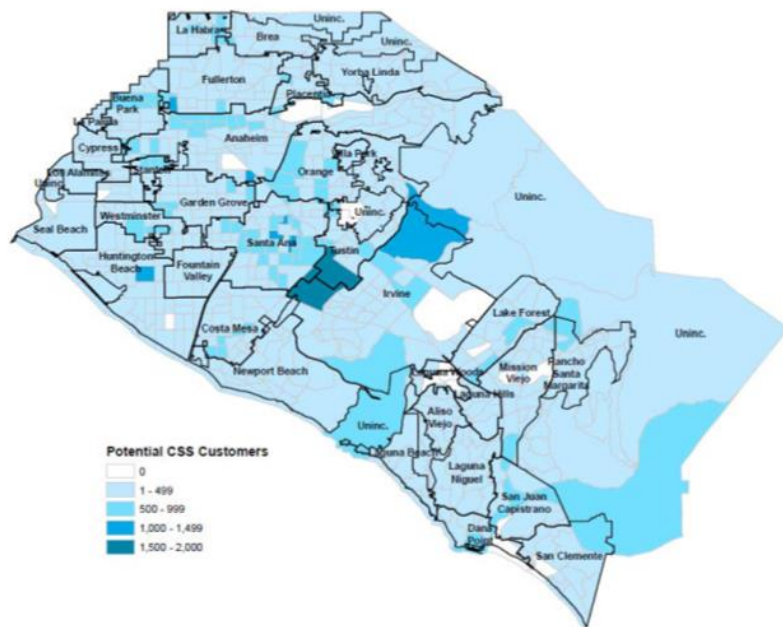 Uninc.
La Habra
Brea
Uninc.
Yorba Linda
Fullerton
Placentia
Buena
Park
La Palma
Anaheim
Cypress
Villa Park
Orange
Los Alamitos
Uninc.
Stanton
Garden Grove
Uninc.
Uninc.
Westminster
Seal Beach
Santa Ana
Tustin
Huntington
Beach
Fountain
Valley
Irvine
Lake Forest
Costa Mesa
Uninc.
Newport Beach
Laguna Woods
Mission
Viejo
Rancho
Santa
Margarita
Laguna Hills
Aliso
Viejo
Uninc.
Laguna Beach
Laguna
Niguel
San Juan
Capistrano
Dana
Point
San Clemente
Potential CSS Customers
0
1 - 499
500 - 999
1,000 - 1,499
1,500 - 2,000